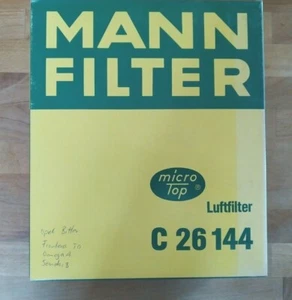 MANN
FILTER
micro
Top ®
Luftfilter
C 26 144